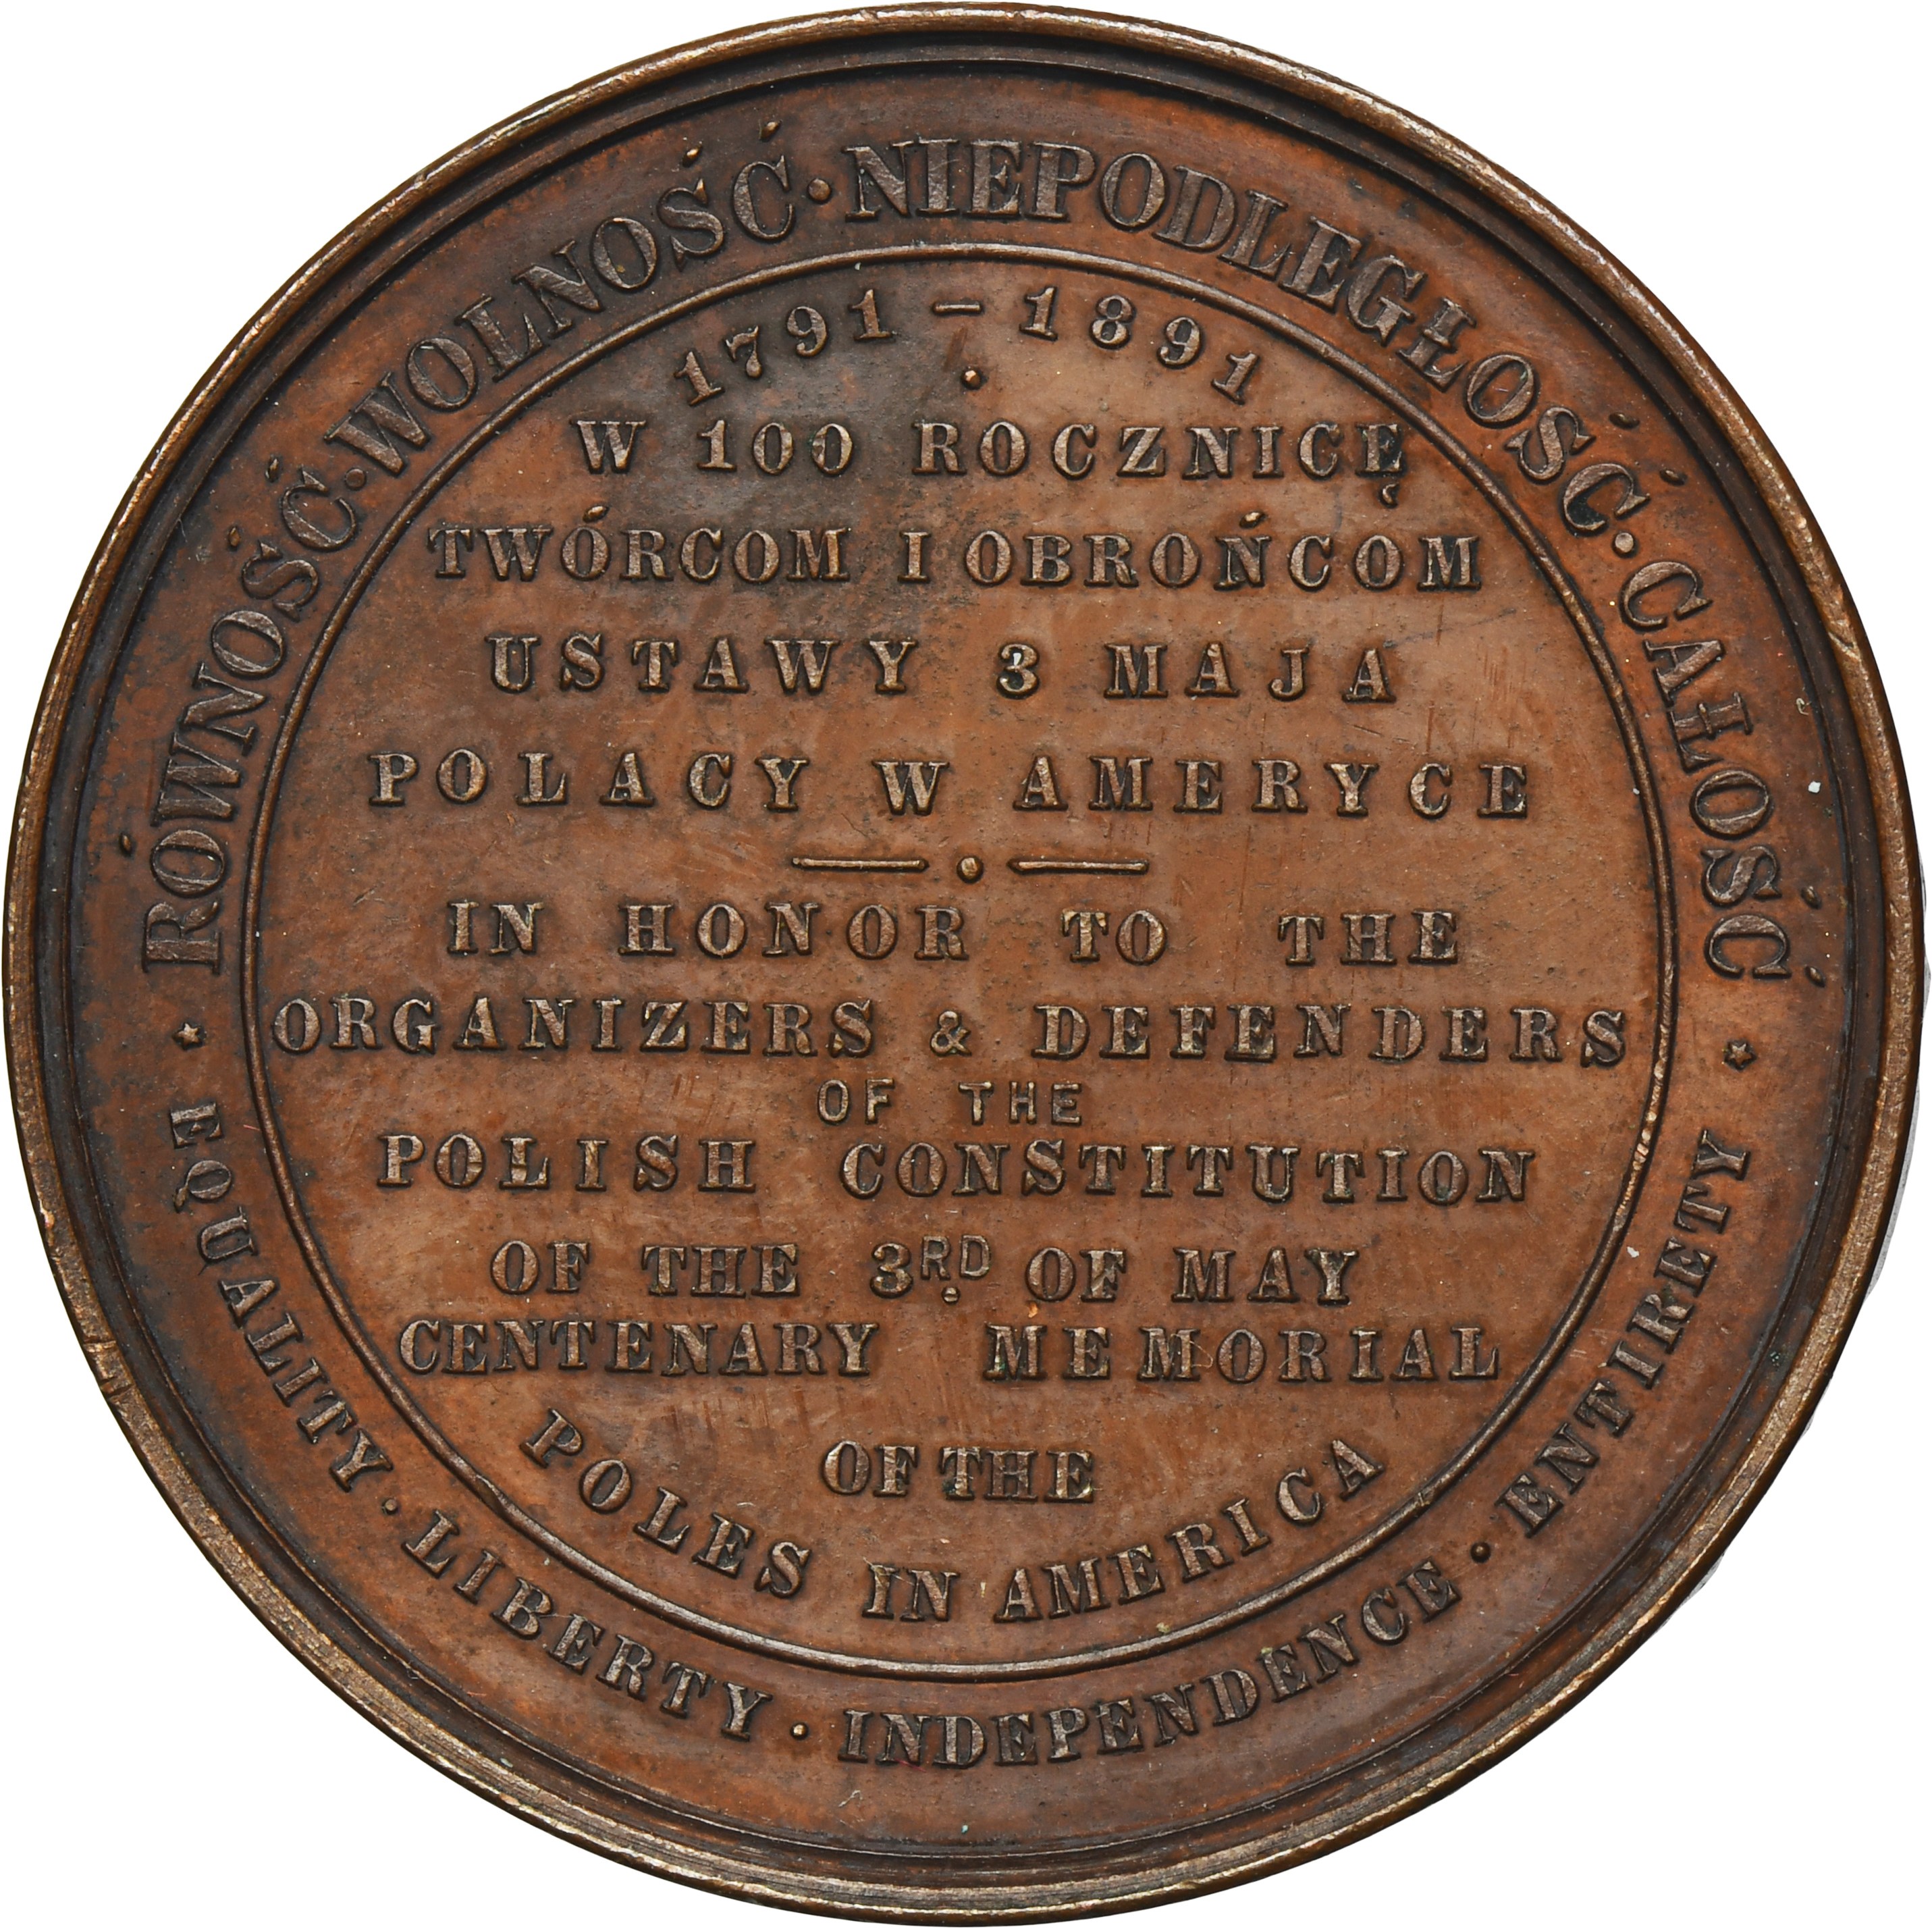 RÓWNOŚĆ · WOLNOŚĆ · NIEPODLEGŁOŚĆ · CAŁOŚĆ
1791 – 1891
W 100 ROCZNICĘ
TWÓRCOM I OBROŃCOM
USTAWY 3 MAJA
POLACY W AMERYCE
IN HONOR TO THE
ORGANIZERS & DEFENDERS
OF THE
POLISH CONSTITUTION
OF THE 3RD. OF MAY
CENTENARY MEMORIAL
OF THE
POLES IN AMERICA
EQUALITY · LIBERTY · INDEPENDENCE · ENTIRETY